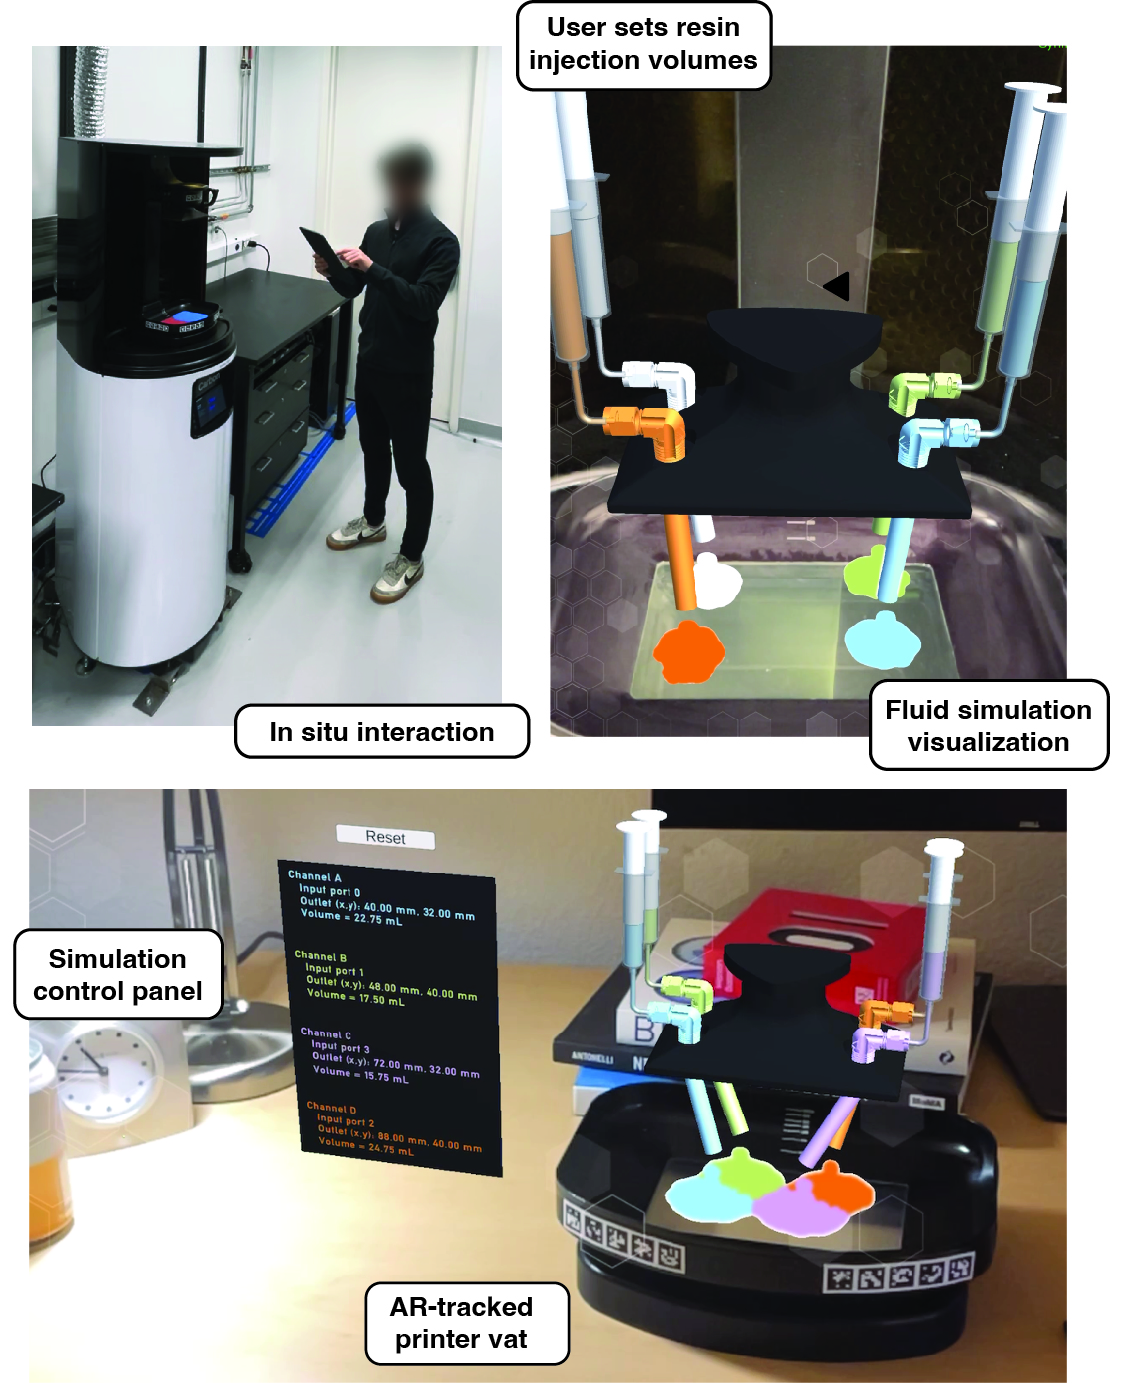 User sets resin
injection volumes
In situ interaction
Fluid simulation
visualization
Reset
Channel A
Input port 0
Outlet (x,y): 40.00 mm, 32.00 mm
Volume = 22.75 mL
Channel B
Input port 1
Outlet (x,y): 48.00 mm, 40.00 mm
Volume = 17.50 mL
Channel C
Input port 3
Outlet (x,y): 72.00 mm, 32.00 mm
Volume = 15.75 mL
Channel D
Input port 2
Outlet (x,y): 88.00 mm, 40.00 mm
Volume = 24.75 mL
Simulation
control panel
B
ANTONELLI
AR-tracked
printer vat